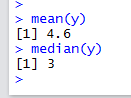 >
> mean(y)
[1] 4.6
> median(y)
[1] 3
>